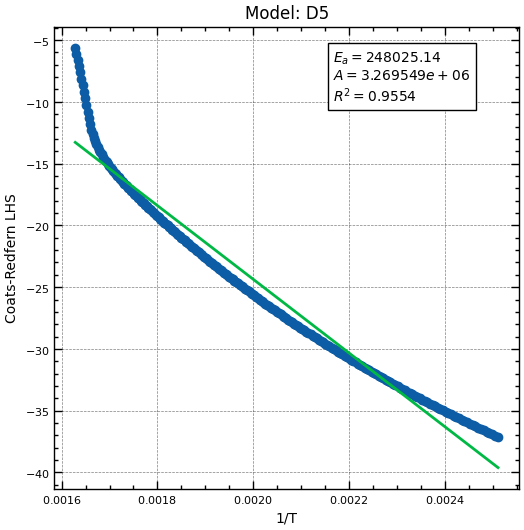 Model: D5
E_a = 248025.14
A = 3.269549e + 06
R² = 0.9554
Coats-Redfern LHS
−5
−10
−15
−20
−25
−30
−35
−40
0.0016 0.0018 0.0020 0.0022 0.0024
1/T